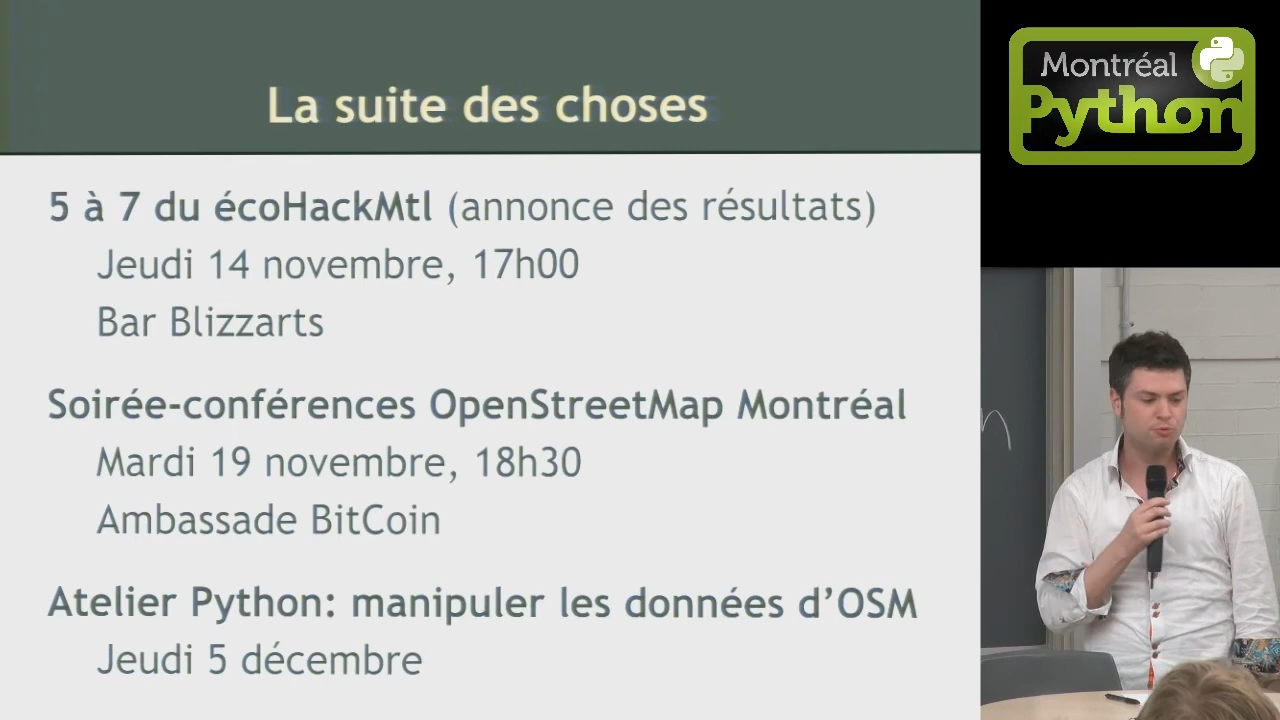 La suite des choses
5 à 7 du écoHackMtl (annonce des résultats)
Jeudi 14 novembre, 17h00
Bar Blizzarts
Soirée-conférences OpenStreetMap Montréal
Mardi 19 novembre, 18h30
Ambassade BitCoin
Atelier Python: manipuler les données d’OSM
Jeudi 5 décembre
Montréal
Python